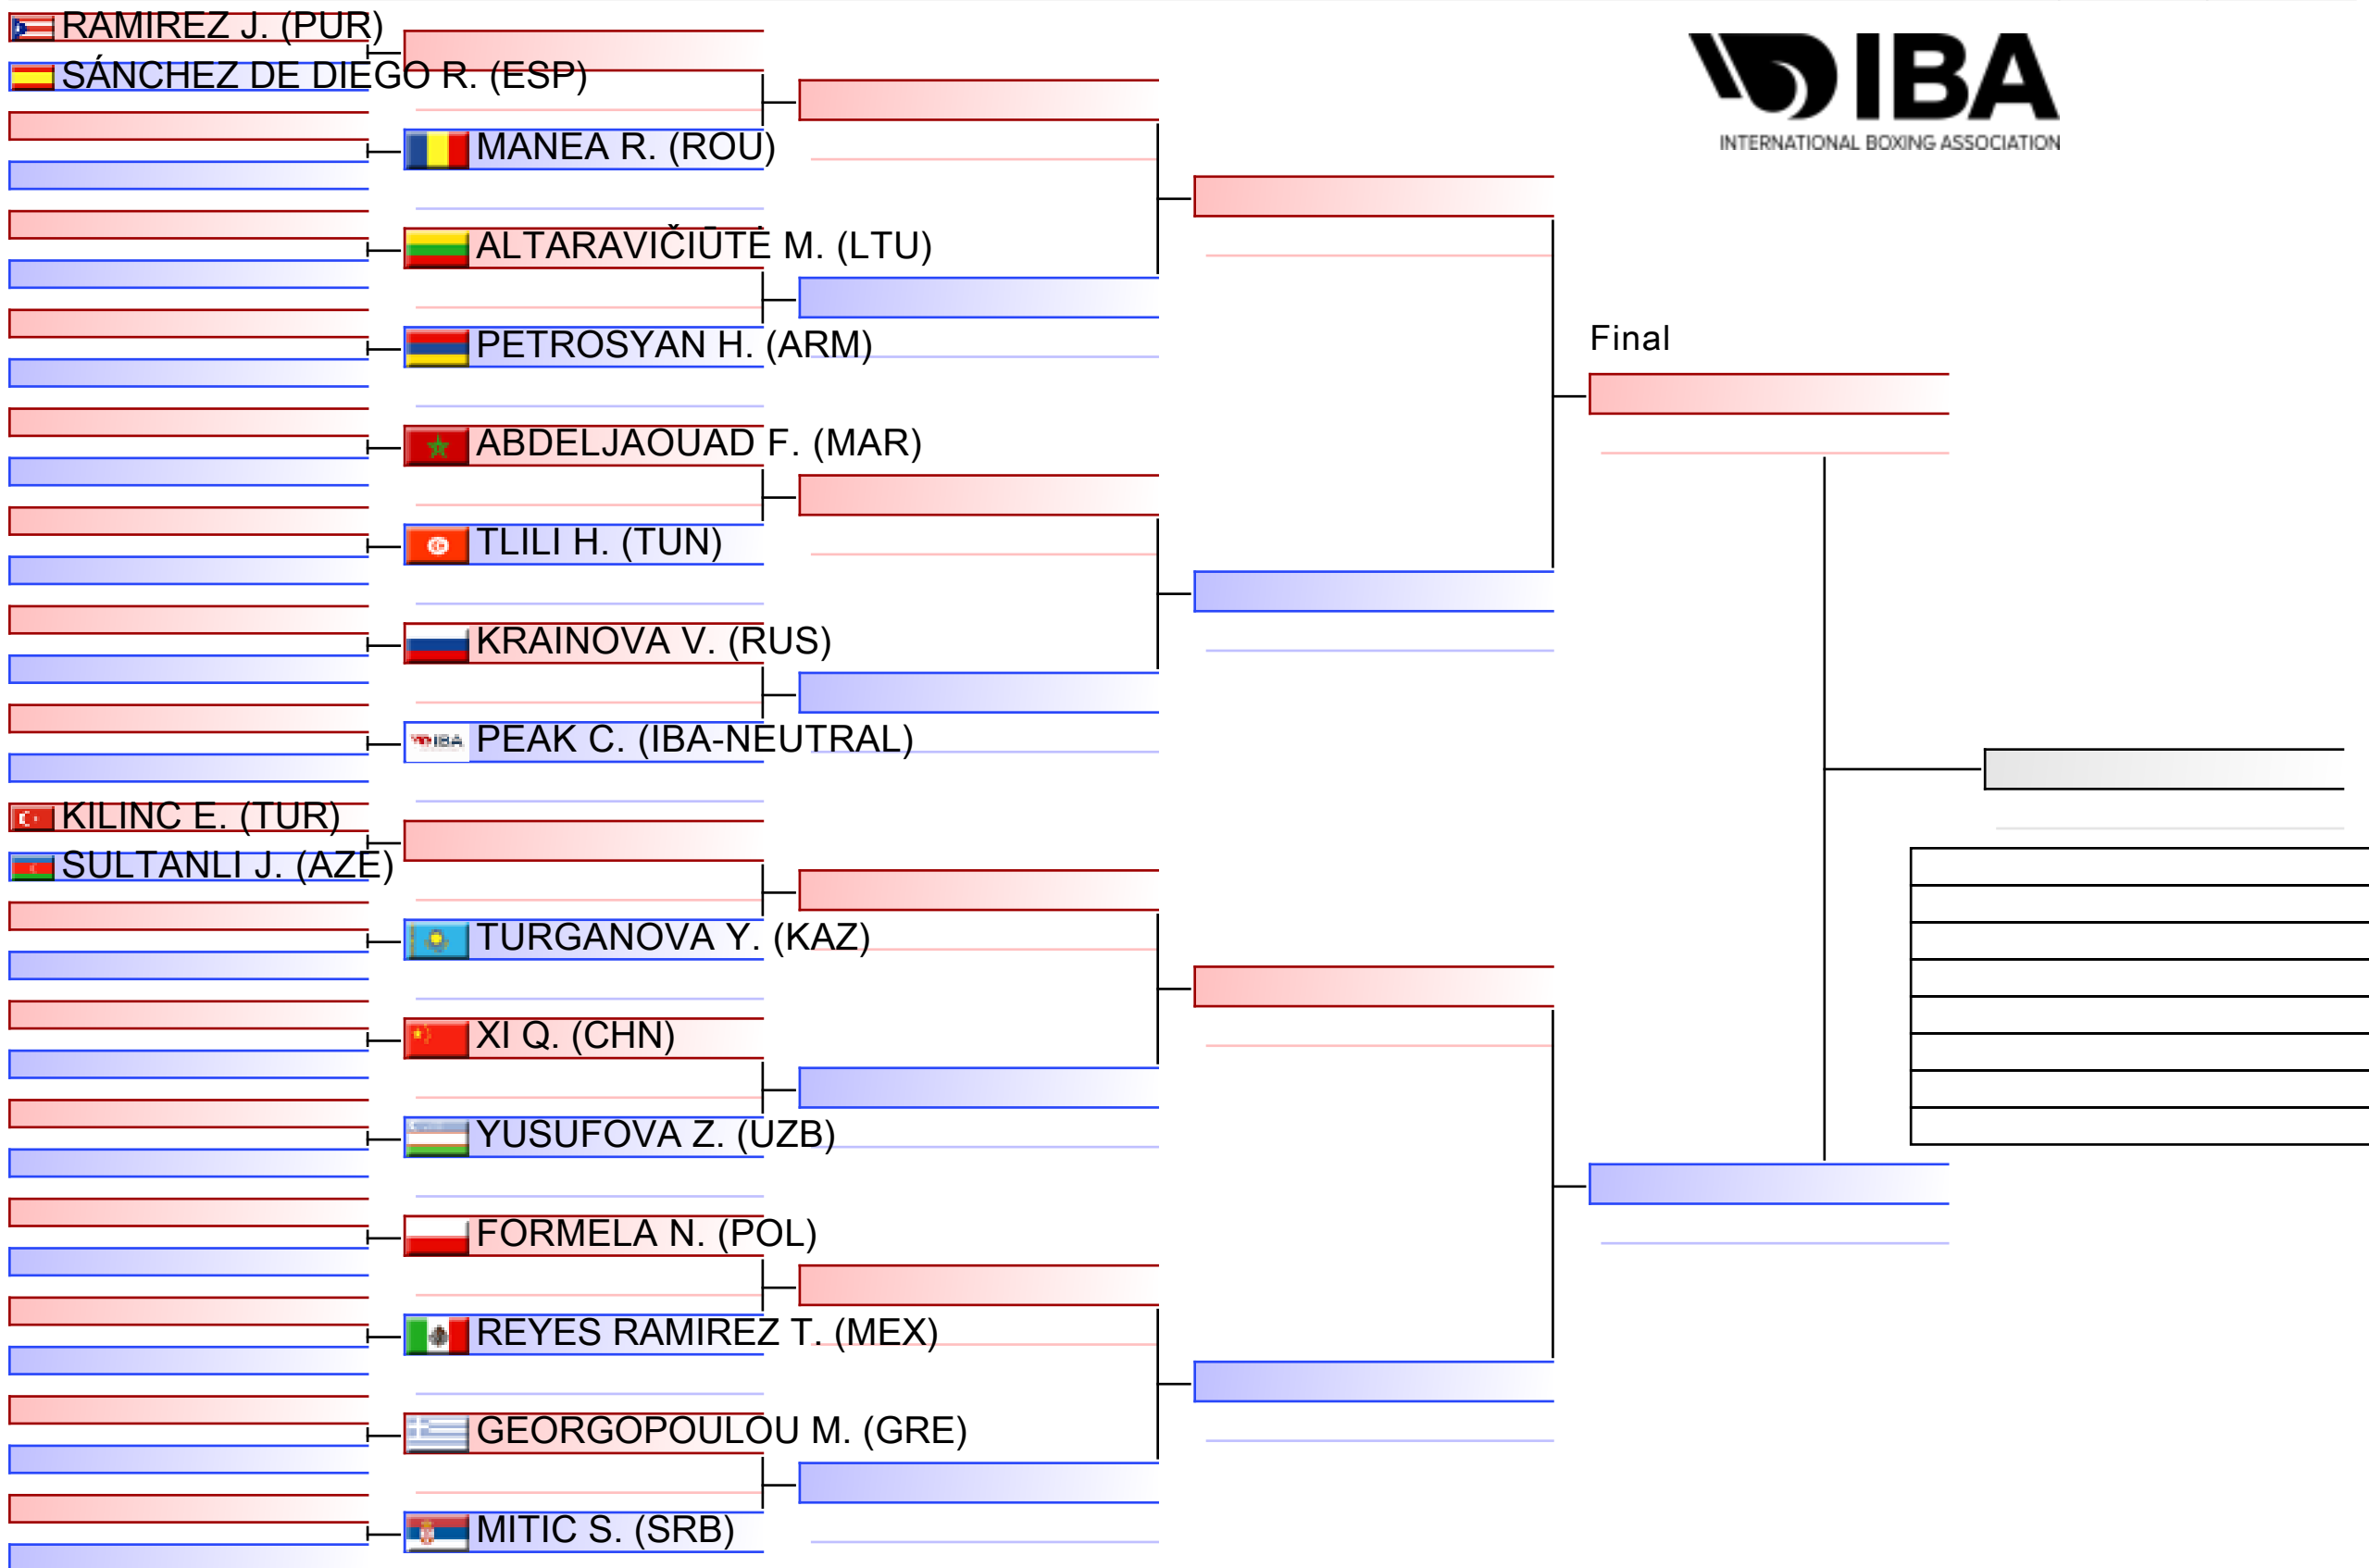 RAMIREZ J. (PUR)
SÁNCHEZ DE DIEGO R. (ESP)
IBA
INTERNATIONAL BOXING ASSOCIATION
MANEA R. (ROU)
ALTARAVIČIŪTĖ M. (LTU)
PETROSYAN H. (ARM)
Final
ABDELJAOUAD F. (MAR)
TLILI H. (TUN)
KRAINOVA V. (RUS)
IBA
PEAK C. (IBA-NEUTRAL)
KILINC E. (TUR)
SULTANLI J. (AZE)
TURGANOVA Y. (KAZ)
XI Q. (CHN)
YUSUFOVA Z. (UZB)
FORMELA N. (POL)
REYES RAMIREZ T. (MEX)
GEORGOPOULOU M. (GRE)
MITIC S. (SRB)